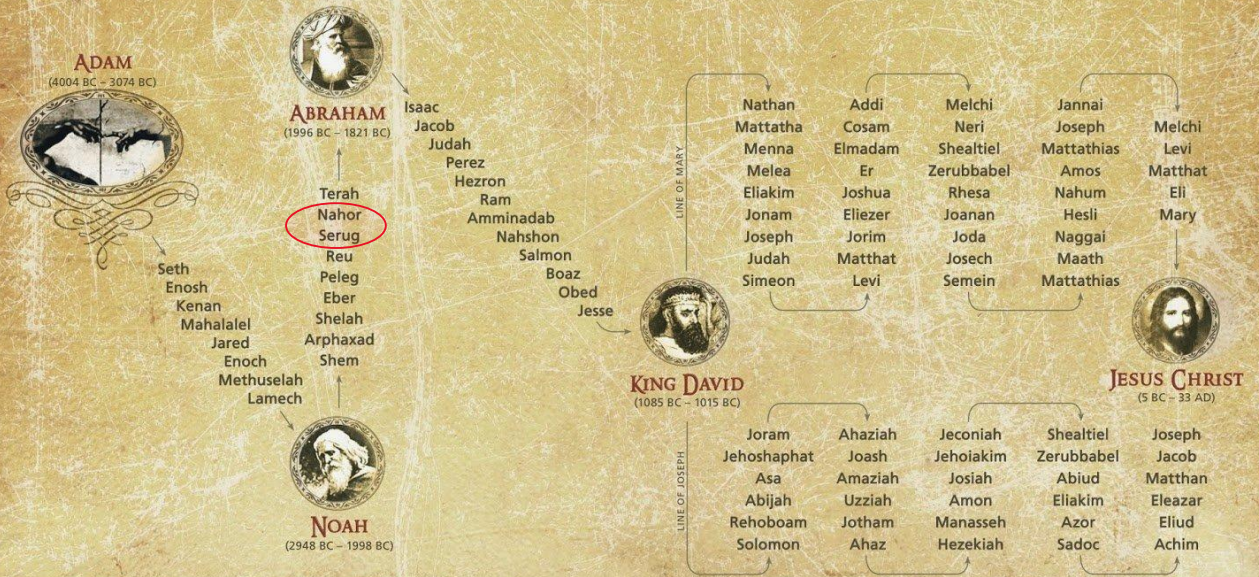 ADAM
(4004 BC – 3074 BC)
Seth
Enosh
Kenan
Mahalalel
Jared
Enoch
Methuselah
Lamech
NOAH
(2948 BC – 1998 BC)
ABRAHAM
(1996 BC – 1821 BC)
Terah
Nahor
Serug
Reu
Peleg
Eber
Shelah
Arphaxad
Shem
Isaac
Jacob
Judah
Perez
Hezron
Ram
Amminadab
Nahshon
Salmon
Boaz
Obed
Jesse
KING DAVID
(1085 BC – 1015 BC)
LINE OF MARY
Nathan
Mattatha
Menna
Melea
Eliakim
Jonam
Joseph
Judah
Simeon
Addi
Cosam
Elmadam
Er
Joshua
Eliezer
Jorim
Matthat
Levi
Melchi
Neri
Shealtiel
Zerubbabel
Rhesa
Joanan
Joda
Josech
Semein
Jannai
Joseph
Mattathias
Amos
Nahum
Hesli
Naggai
Maath
Mattathias
Melchi
Levi
Matthat
Eli
Mary
JESUS CHRIST
(5 BC – 33 AD)
LINE OF JOSEPH
Joram
Jehoshaphat
Asa
Abijah
Rehoboam
Solomon
Ahaziah
Joash
Amaziah
Uzziah
Jotham
Ahaz
Jeconiah
Jehoiakim
Josiah
Amon
Manasseh
Hezekiah
Shealtiel
Zerubbabel
Abiud
Eliakim
Azor
Sadoc
Joseph
Jacob
Matthan
Eleazar
Eliud
Achim